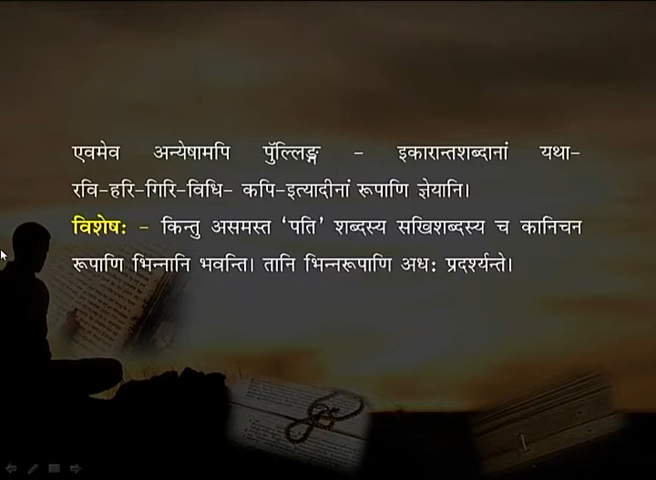 एवमेव अन्येषामपि पुँल्लिङ्ग - इकारान्तशब्दानां यथा-
रवि-हरि-गिरि-विधि- कपि-इत्यादीनां रूपाणि ज्ञेयानि।
विशेषः - किन्तु असमस्त ‘पति’ शब्दस्य सखिशब्दस्य च कानिचन
रूपाणि भिन्नानि भवन्ति। तानि भिन्नरूपाणि अधः प्रदर्श्यन्ते।